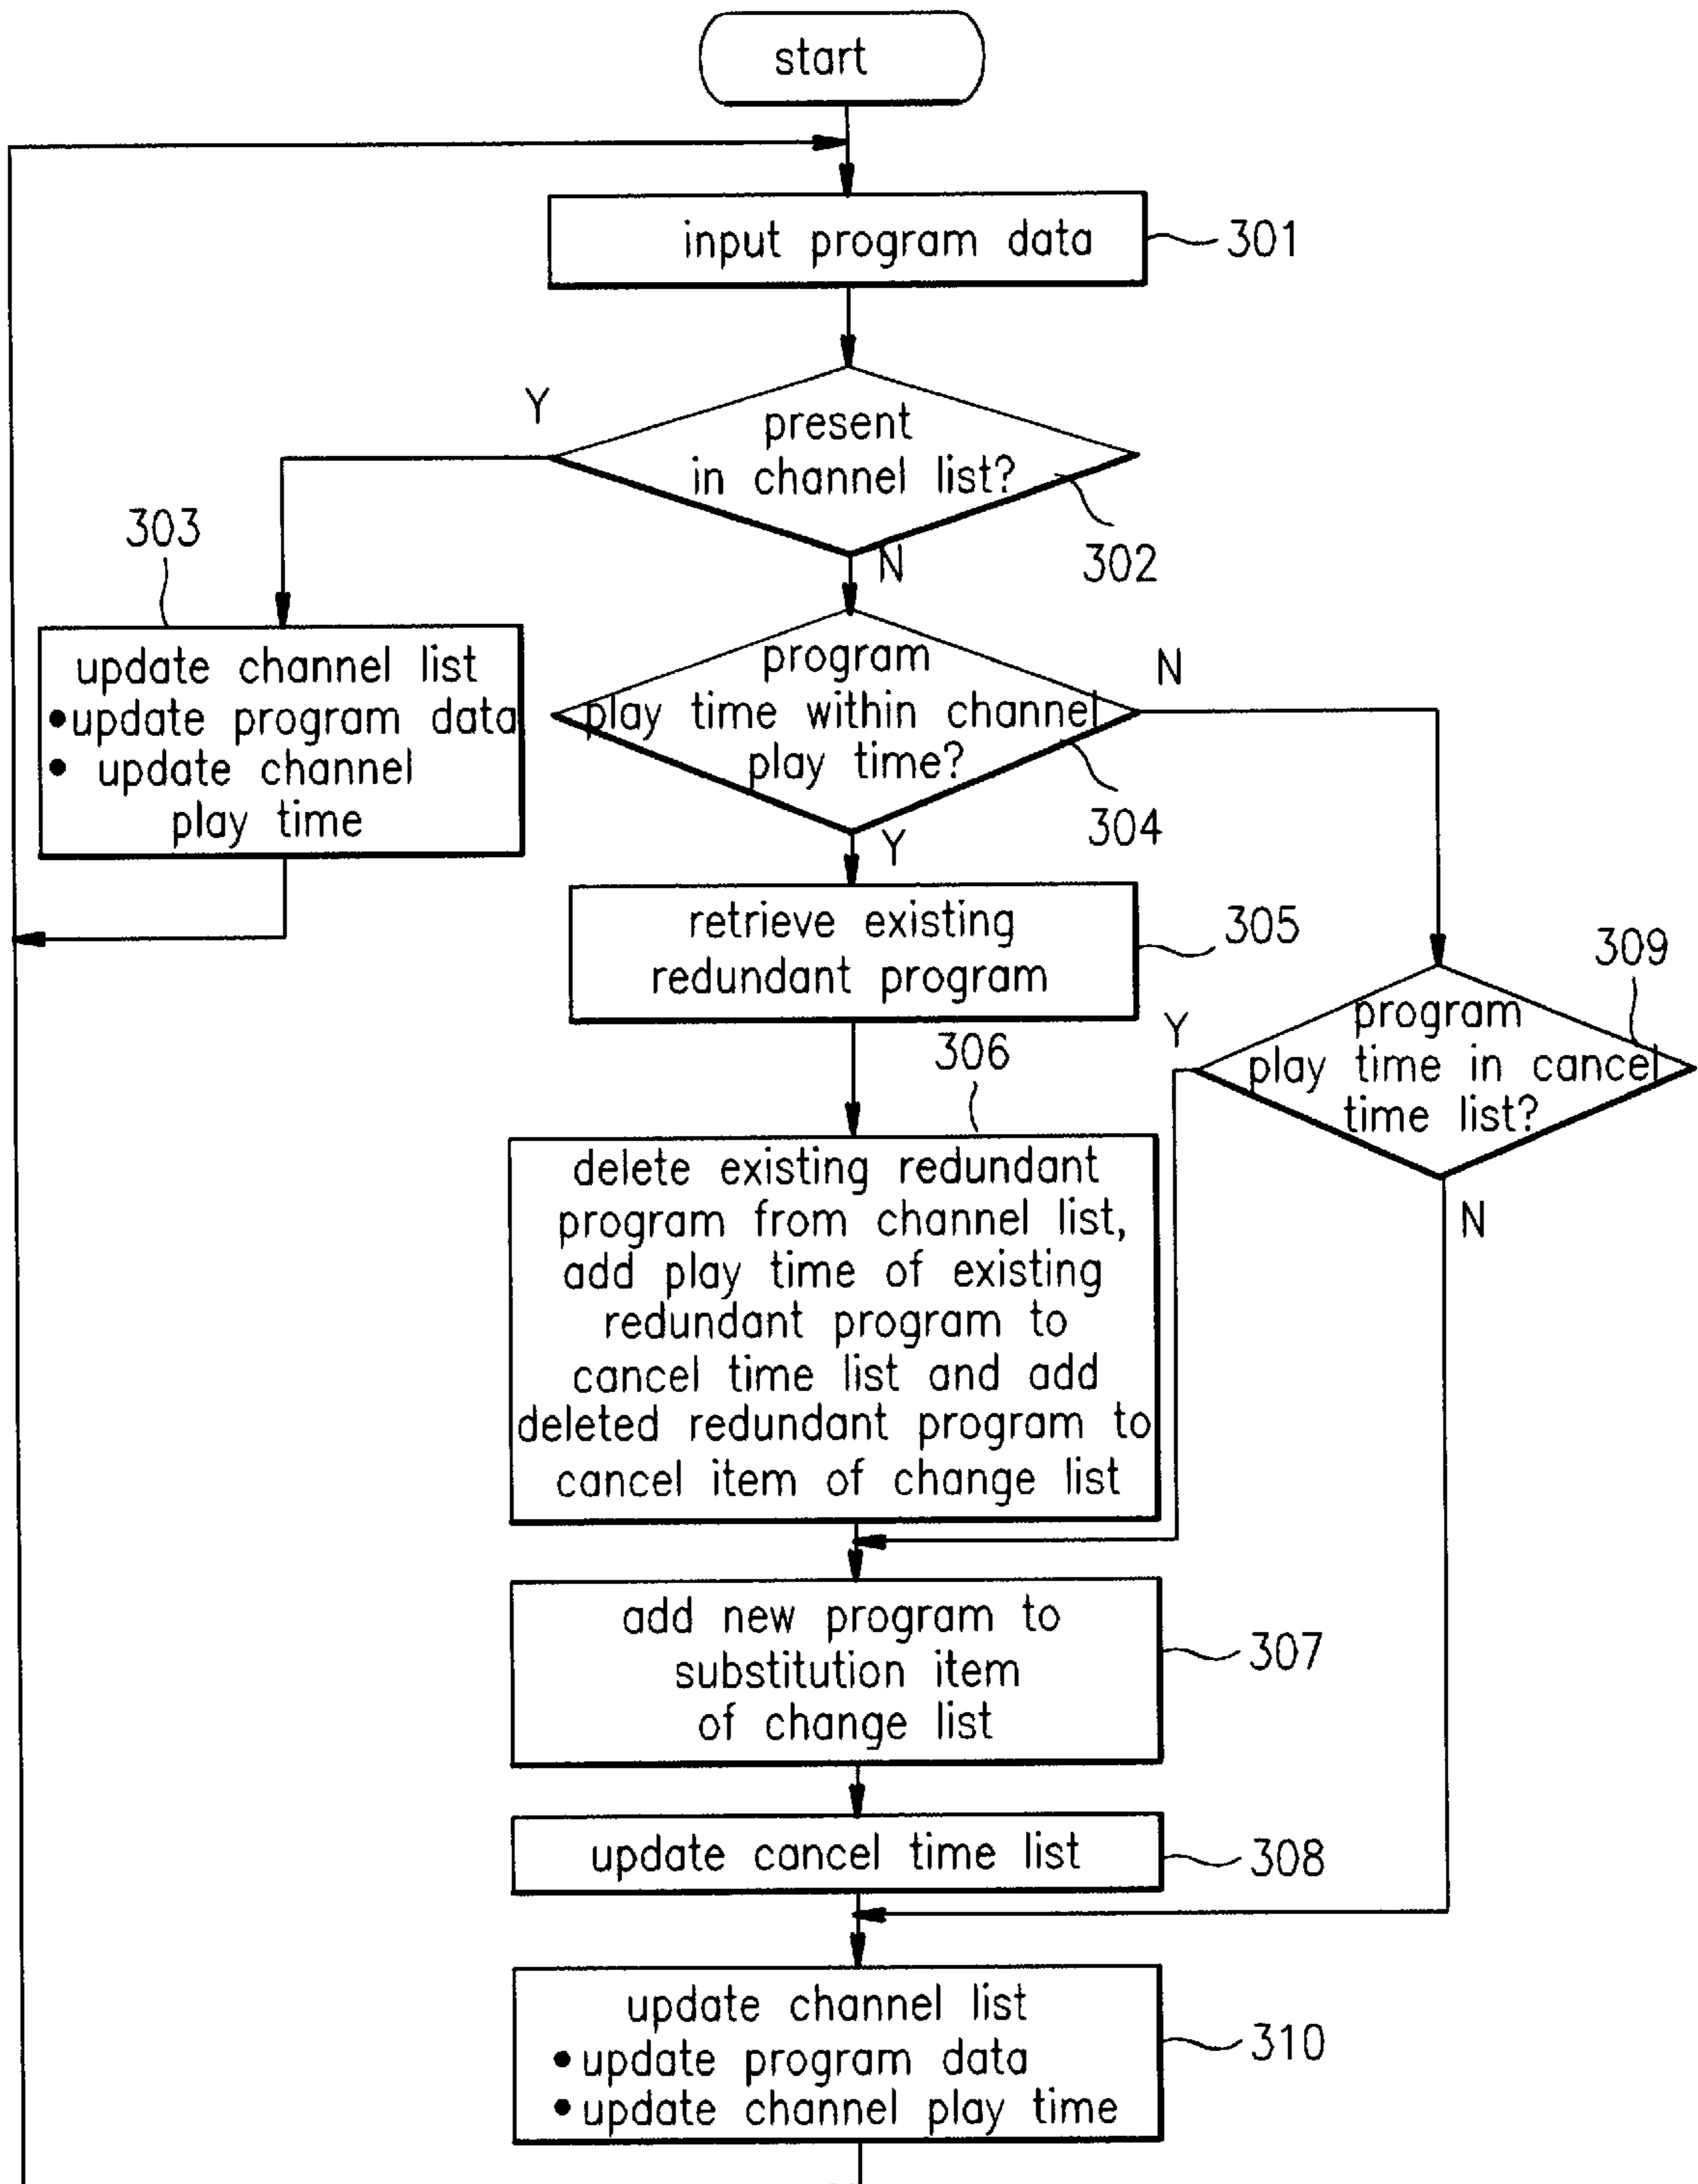 start
input program data
301
Y
present
in channel list?
302
N
303
update channel list
•update program data
• update channel
play time
program
play time within channel
play time?
N
304
Y
retrieve existing
redundant program
305
309
program
play time in cancel
time list?
Y
N
306
delete existing redundant
program from channel list,
add play time of existing
redundant program to
cancel time list and add
deleted redundant program to
cancel item of change list
add new program to
substitution item
of change list
307
update cancel time list
308
update channel list
•update program data
•update channel play time
310